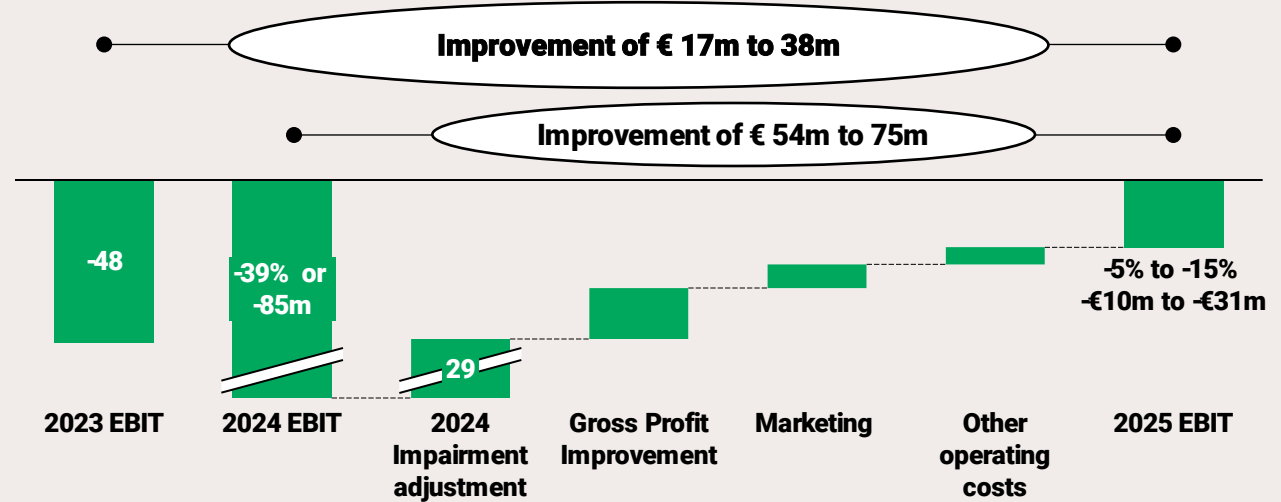 Improvement of € 17m to 38m
Improvement of € 54m to 75m
-48
-39% or
-85m
29
-5% to -15%
-€10m to -€31m
2023 EBIT
2024 EBIT
2024
Impairment
adjustment
Gross Profit
Improvement
Marketing
Other
operating
costs
2025 EBIT